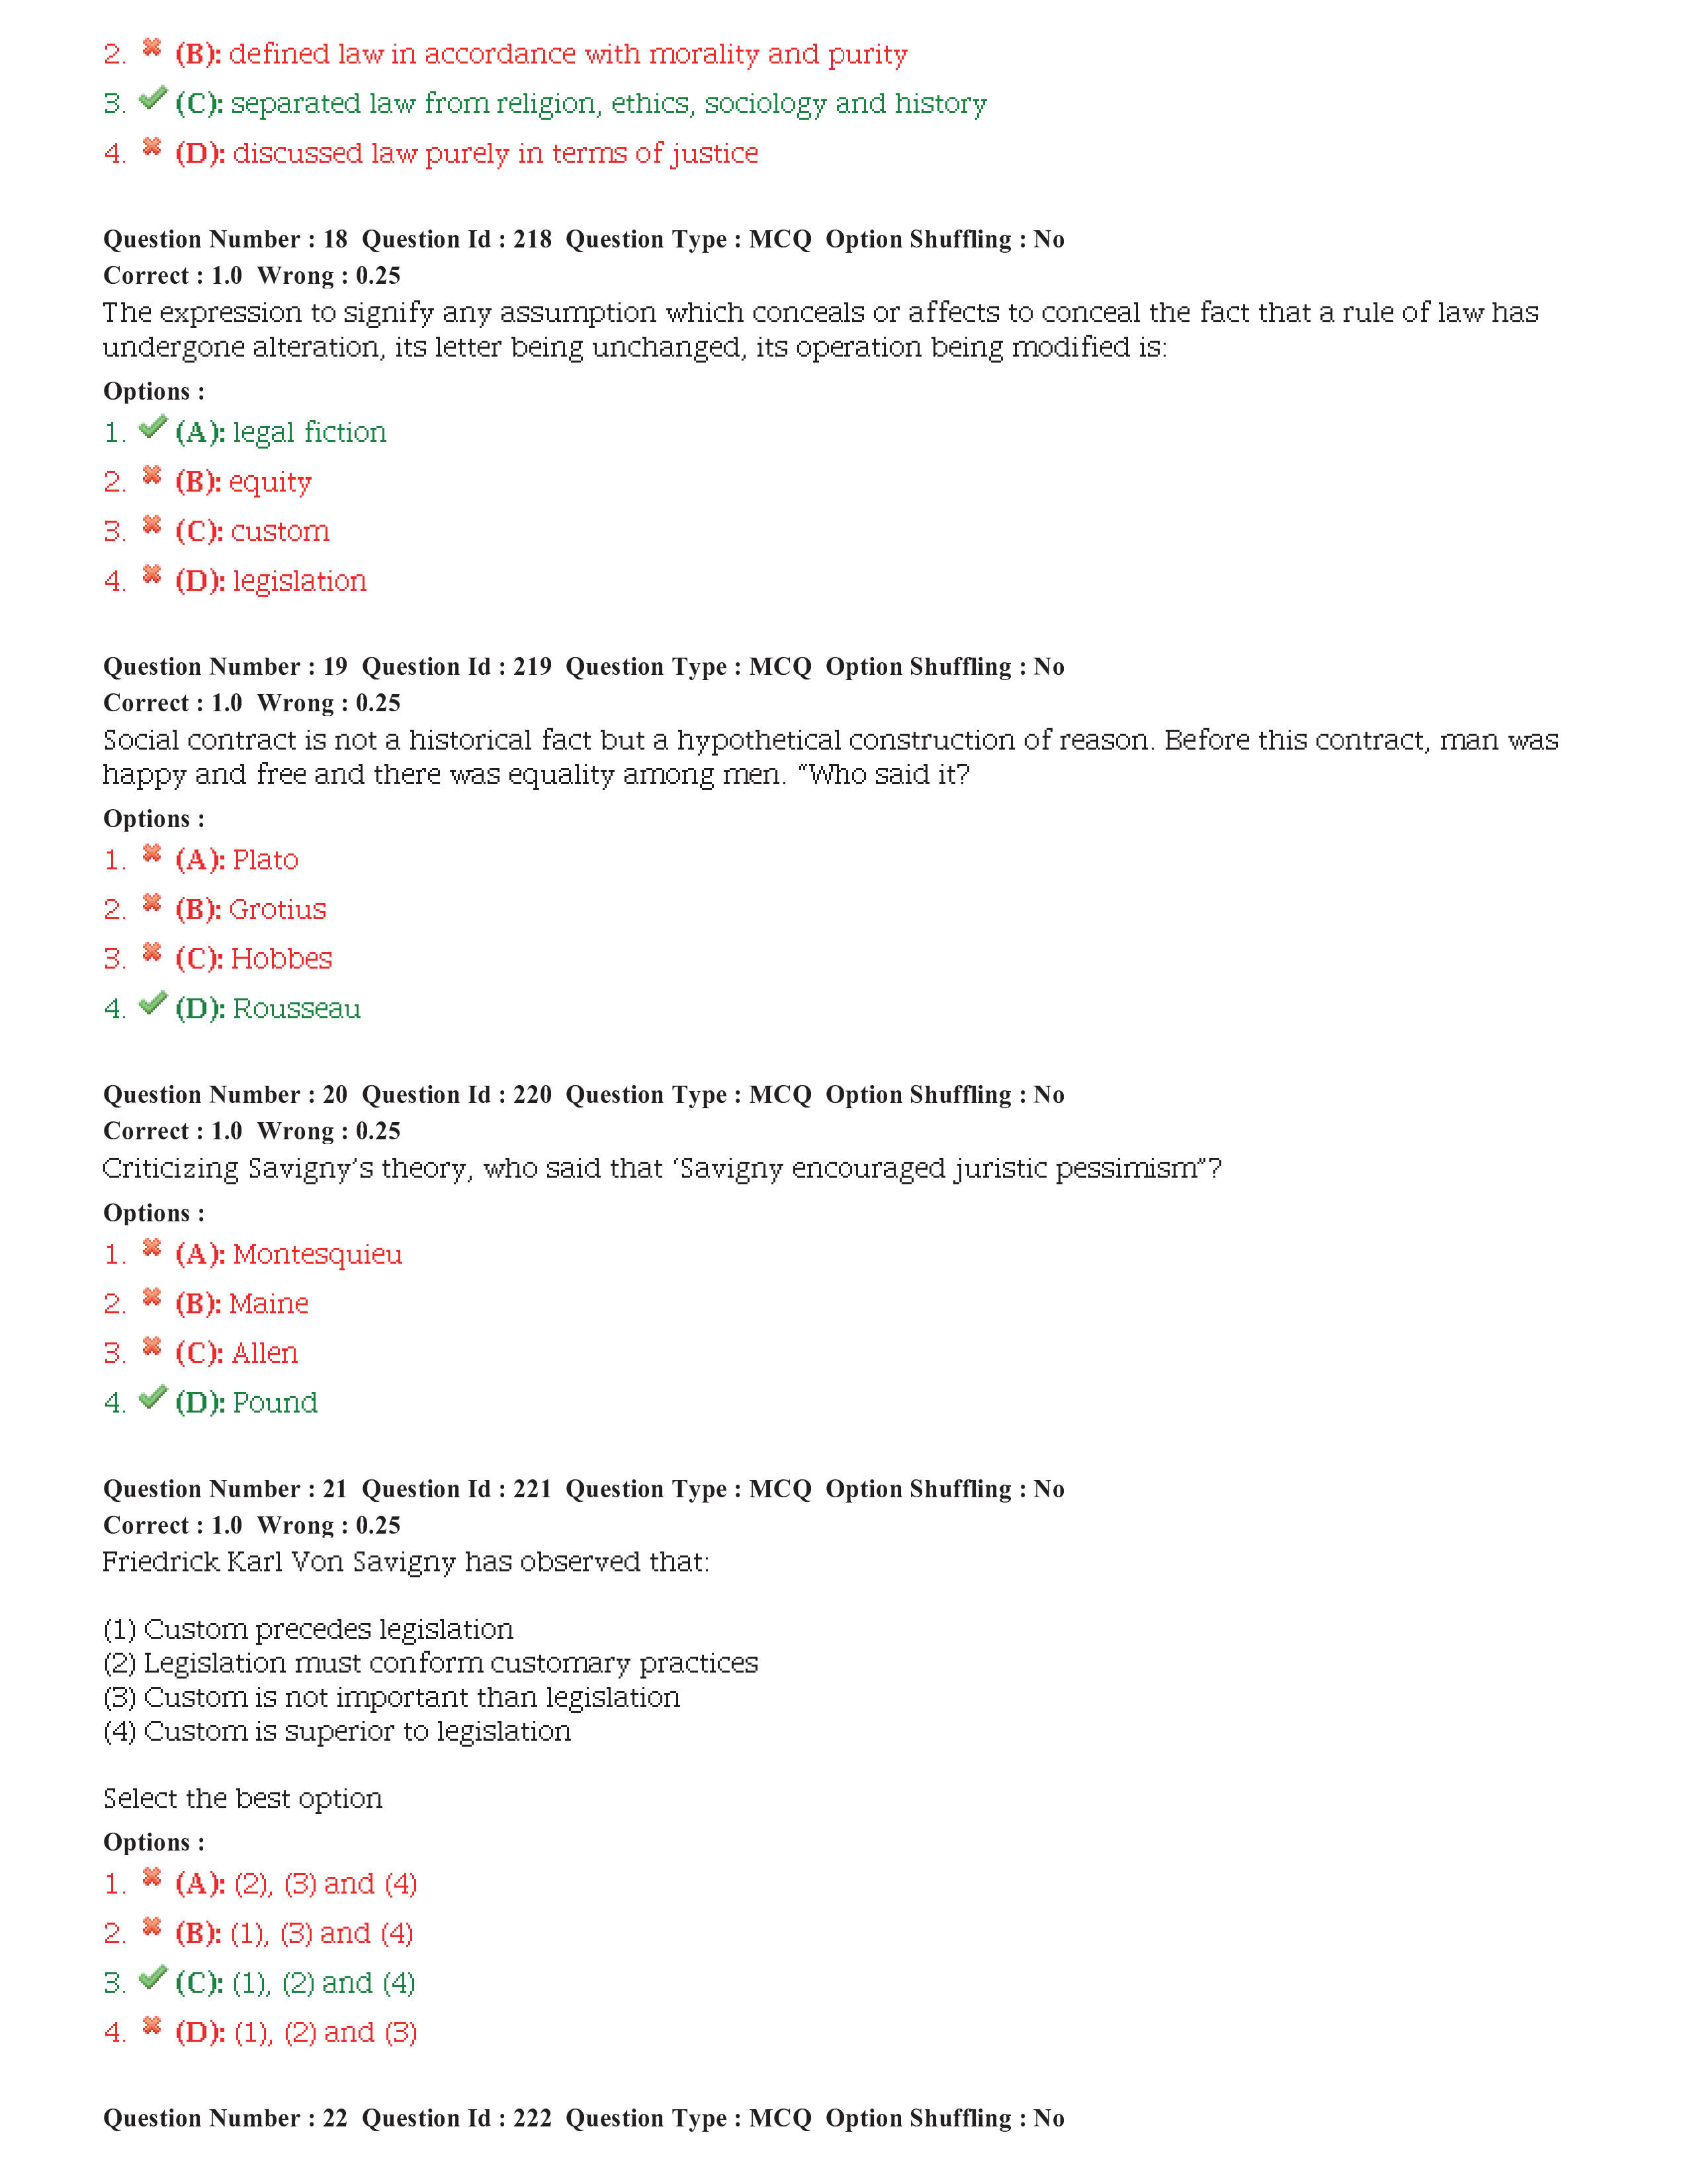 2. (B): defined law in accordance with morality and purity
3. (C): separated law from religion, ethics, sociology and history
4. (D): discussed law purely in terms of justice
Question Number : 18 Question Id : 218 Question Type : MCQ Option Shuffling : No
Correct : 1.0 Wrong : 0.25
The expression to signify any assumption which conceals or affects to conceal the fact that a rule of law has
undergone alteration, its letter being unchanged, its operation being modified is:
Options :
1. (A): legal fiction
2. (B): equity
3. (C): custom
4. (D): legislation
Question Number : 19 Question Id : 219 Question Type : MCQ Option Shuffling : No
Correct : 1.0 Wrong : 0.25
Social contract is not a historical fact but a hypothetical construction of reason. Before this contract, man was
happy and free and there was equality among men. “Who said it?
Options :
1. (A): Plato
2. (B): Grotius
3. (C): Hobbes
4. (D): Rousseau
Question Number : 20 Question Id : 220 Question Type : MCQ Option Shuffling : No
Correct : 1.0 Wrong : 0.25
Criticizing Savigny’s theory, who said that ‘Savigny encouraged juristic pessimism”?
Options :
1. (A): Montesquieu
2. (B): Maine
3. (C): Allen
4. (D): Pound
Question Number : 21 Question Id : 221 Question Type : MCQ Option Shuffling : No
Correct : 1.0 Wrong : 0.25
Friedrick Karl Von Savigny has observed that:
(1) Custom precedes legislation
(2) Legislation must conform customary practices
(3) Custom is not important than legislation
(4) Custom is superior to legislation
Select the best option
Options :
1. (A): (2), (3) and (4)
2. (B): (1), (3) and (4)
3. (C): (1), (2) and (4)
4. (D): (1), (2) and (3)
Question Number : 22 Question Id : 222 Question Type : MCQ Option Shuffling : No